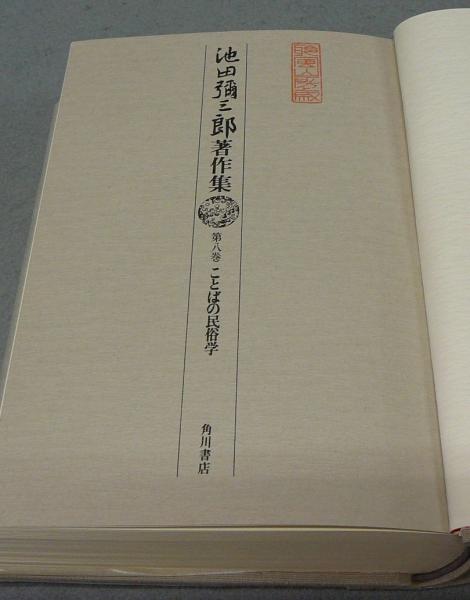 池田彌三郎著作集
第八巻 ことばの民俗学
角川書店